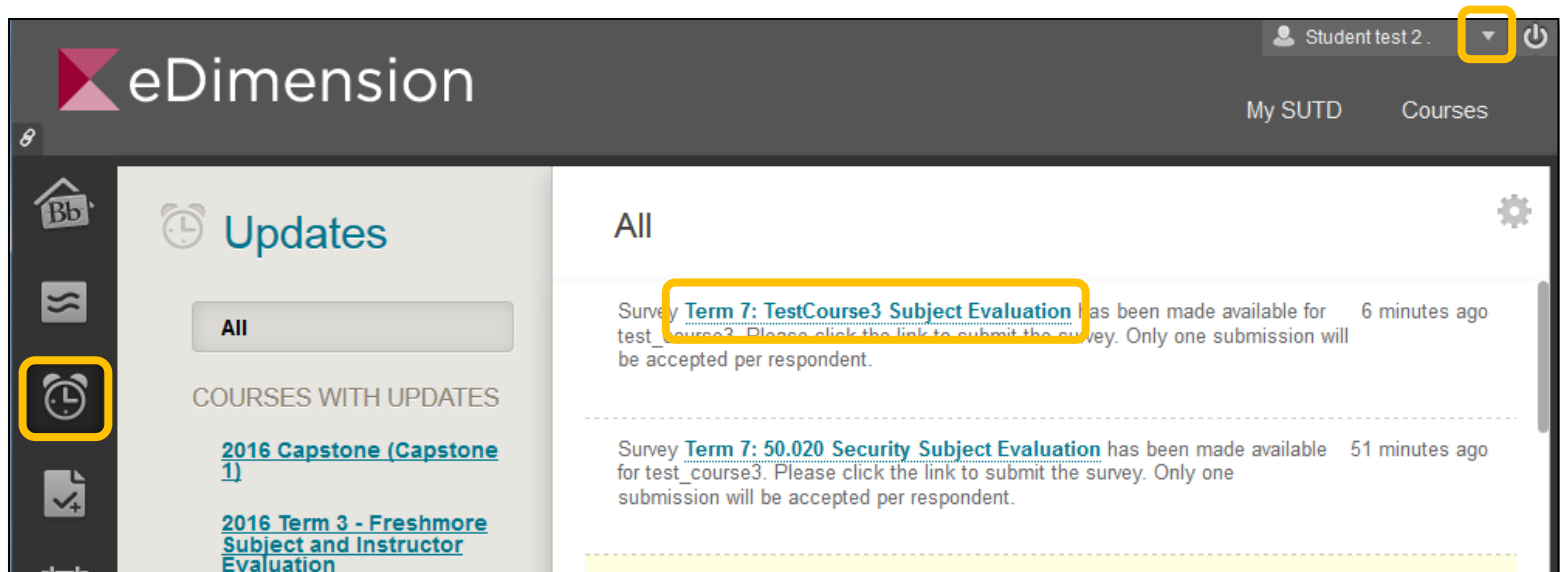 Student test 2 .
eDimension
My SUTD
Courses
Bb
Updates
All
COURSES WITH UPDATES
2016 Capstone (Capstone
1)
2016 Term 3 - Freshmore
Subject and Instructor
Evaluation
All
Survey Term 7: TestCourse3 Subject Evaluation has been made available for
6 minutes ago
test_course3. Please click the link to submit the survey. Only one submission will
be accepted per respondent.
Survey Term 7: 50.020 Security Subject Evaluation has been made available
51 minutes ago
for test_course3. Please click the link to submit the survey. Only one
submission will be accepted per respondent.